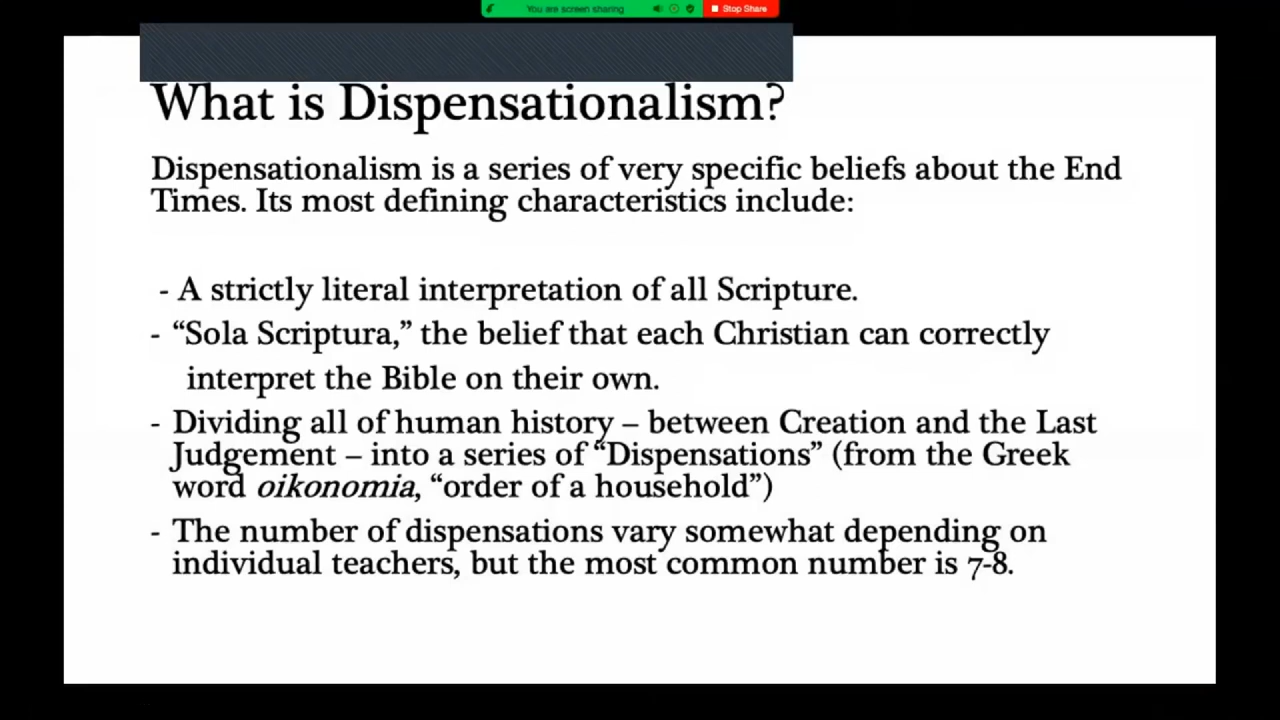 You are screen sharing
Stop Share
What is Dispensationalism?
Dispensationalism is a series of very specific beliefs about the End
Times. Its most defining characteristics include:
- A strictly literal interpretation of all Scripture.
- “Sola Scriptura,” the belief that each Christian can correctly
interpret the Bible on their own.
- Dividing all of human history – between Creation and the Last
Judgement – into a series of “Dispensations” (from the Greek
word oikonomia, “order of a household”)
- The number of dispensations vary somewhat depending on
individual teachers, but the most common number is 7-8.